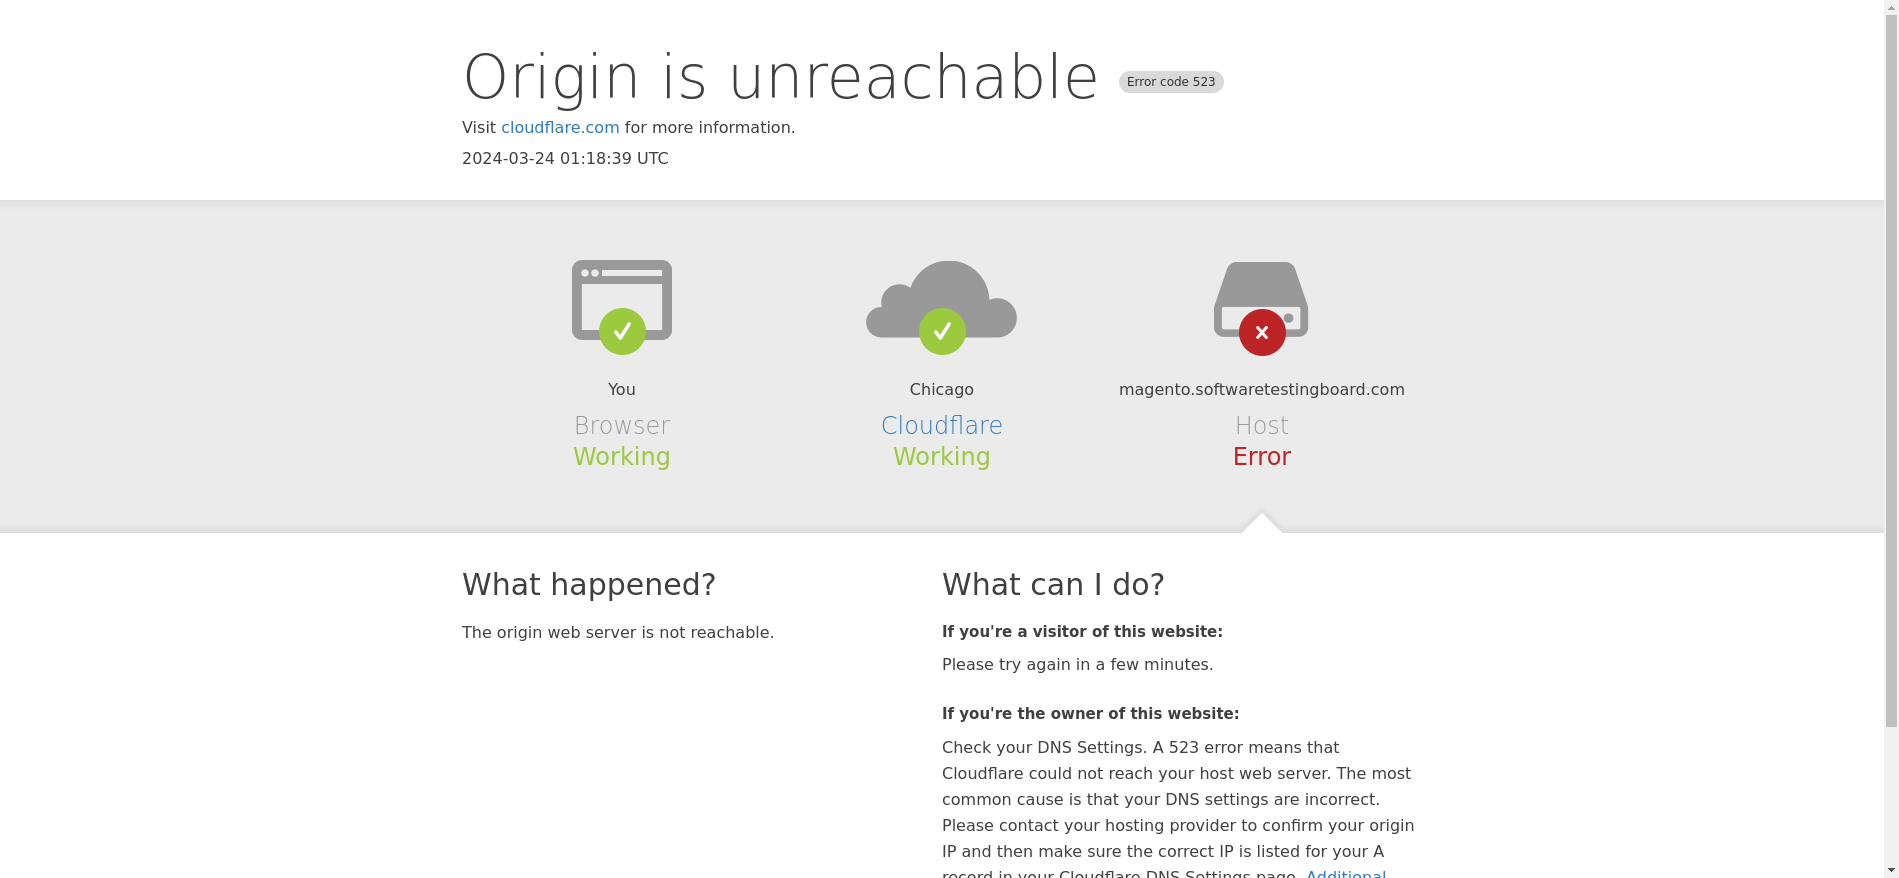 Origin is unreachable Error code 523
Visit cloudflare.com for more information.
2024-03-24 01:18:39 UTC
You
Browser
Working
Chicago
Cloudflare
Working
magento.softwaretestingboard.com
Host
Error
What happened?
The origin web server is not reachable.
What can I do?
If you're a visitor of this website:
Please try again in a few minutes.
If you're the owner of this website:
Check your DNS Settings. A 523 error means that
Cloudflare could not reach your host web server. The most
common cause is that your DNS settings are incorrect.
Please contact your hosting provider to confirm your origin
IP and then make sure the correct IP is listed for your A
record in your Cloudflare DNS Settings page. Additional